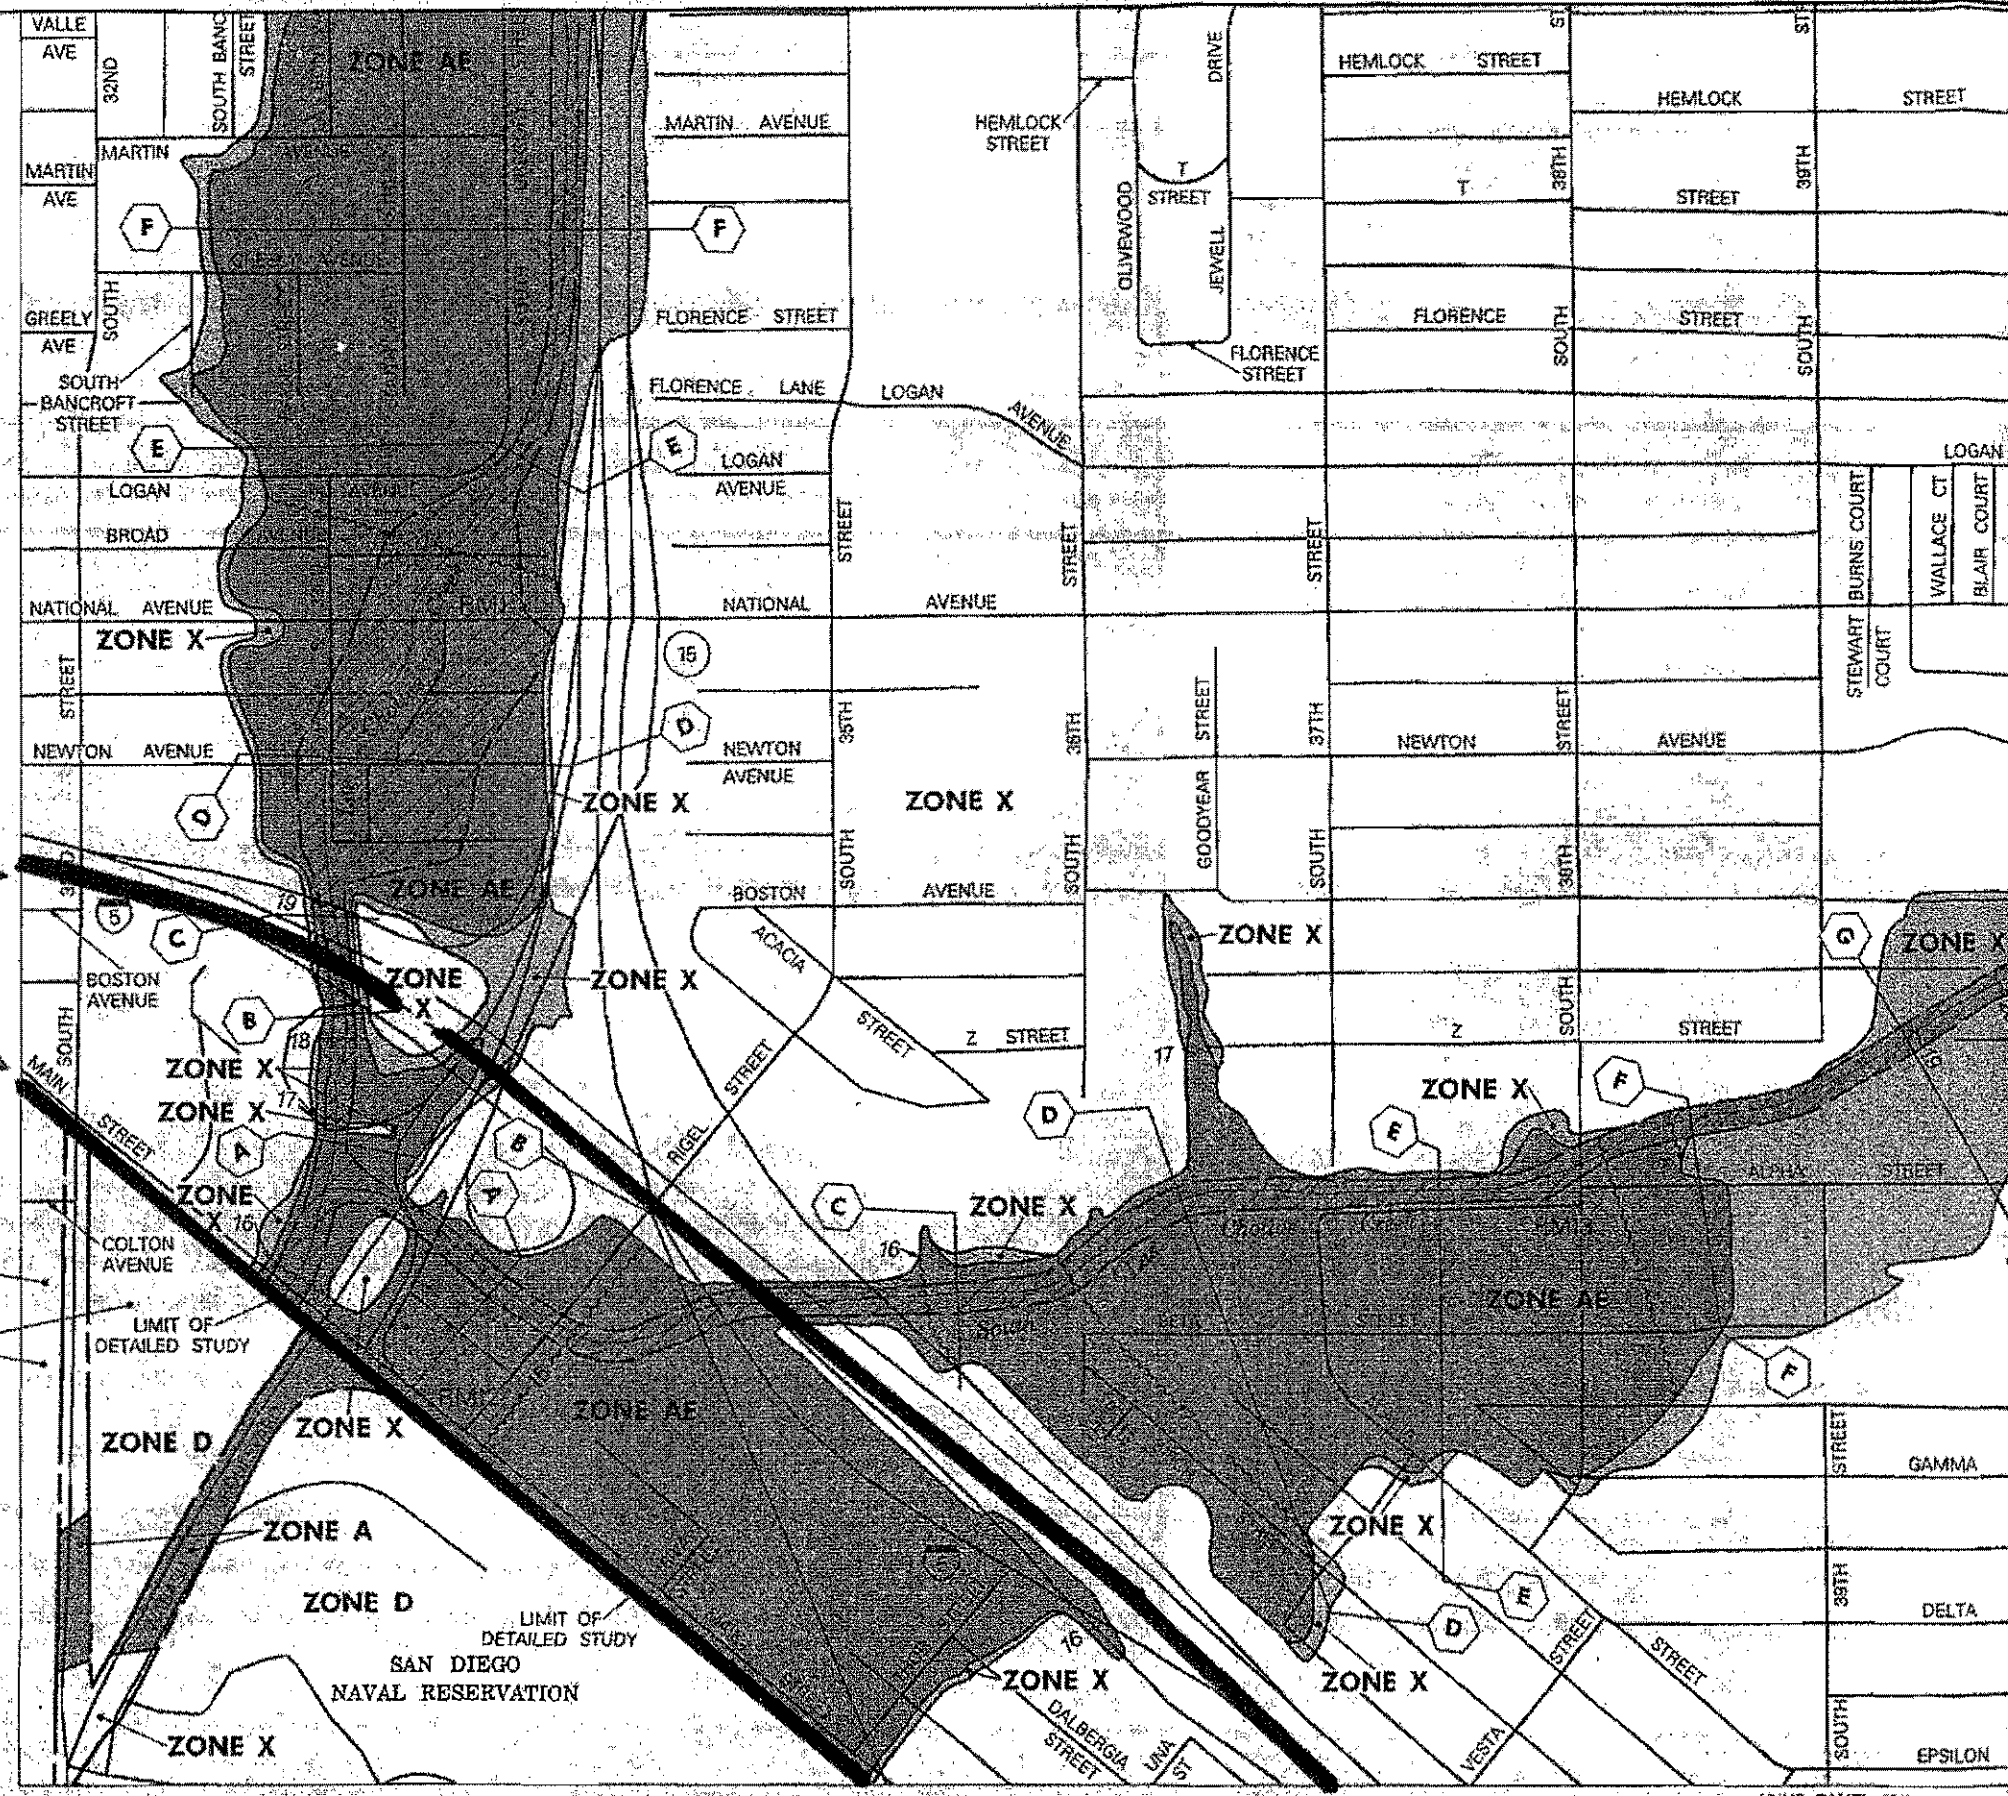 VALLE
AVE
32ND
SOUTH BANC
STREET
ZONE AE
DRIVE
ST
ST
HEMLOCK STREET
HEMLOCK STREET
MARTIN AVENUE
HEMLOCK
STREET
MARTIN
MARTIN
AVE
38TH
39TH
T
STREET
T
STREET
OLIVEWOOD
JEWELL
F
F
SOUTH
GREELY
AVE
FLORENCE STREET
FLORENCE
STREET
SOUTH
SOUTH
FLORENCE
STREET
SOUTH
BANCROFT
STREET
FLORENCE LANE
LOGAN
AVENUE
E
E
LOGAN
AVENUE
LOGAN
LOGAN
BROAD
STREET
STREET
STREET
BURNS COURT
WALLACE CT
BLAIR COURT
NATIONAL AVENUE
NATIONAL AVENUE
ZONE X
15
STREET
STEWART
COURT
STREET
D
35TH
36TH
37TH
STREET
NEWTON AVENUE
NEWTON
AVENUE
NEWTON AVENUE
ZONE X
ZONE X
D
GOODYEAR
SOUTH
SOUTH
SOUTH
38TH
ZONE AE
BOSTON AVENUE
19
5
C
ACACIA
STREET
ZONE X
G
ZONE X
BOSTON
AVENUE
ZONE
X
ZONE X
B
SOUTH
SOUTH
Z STREET
Z STREET
MAIN
STREET
18
ZONE X
17
ZONE X
17
STREET
RIGEL
D
ZONE X
F
E
A
B
A
ZONE
X
16
C
ZONE X
16
ALPHA STREET
COLTON
AVENUE
LIMIT OF
DETAILED STUDY
South
ZONE AE
F
ZONE D
ZONE X
ZONE AE
STREET
GAMMA
ZONE A
ZONE X
5
ZONE D
LIMIT OF
DETAILED STUDY
E
D
39TH
DELTA
SAN DIEGO
NAVAL RESERVATION
16
ZONE X
ZONE X
STREET
STREET
DALBERGIA
STREET
UNA
ST
VESTA
SOUTH
EPSILON
ZONE X